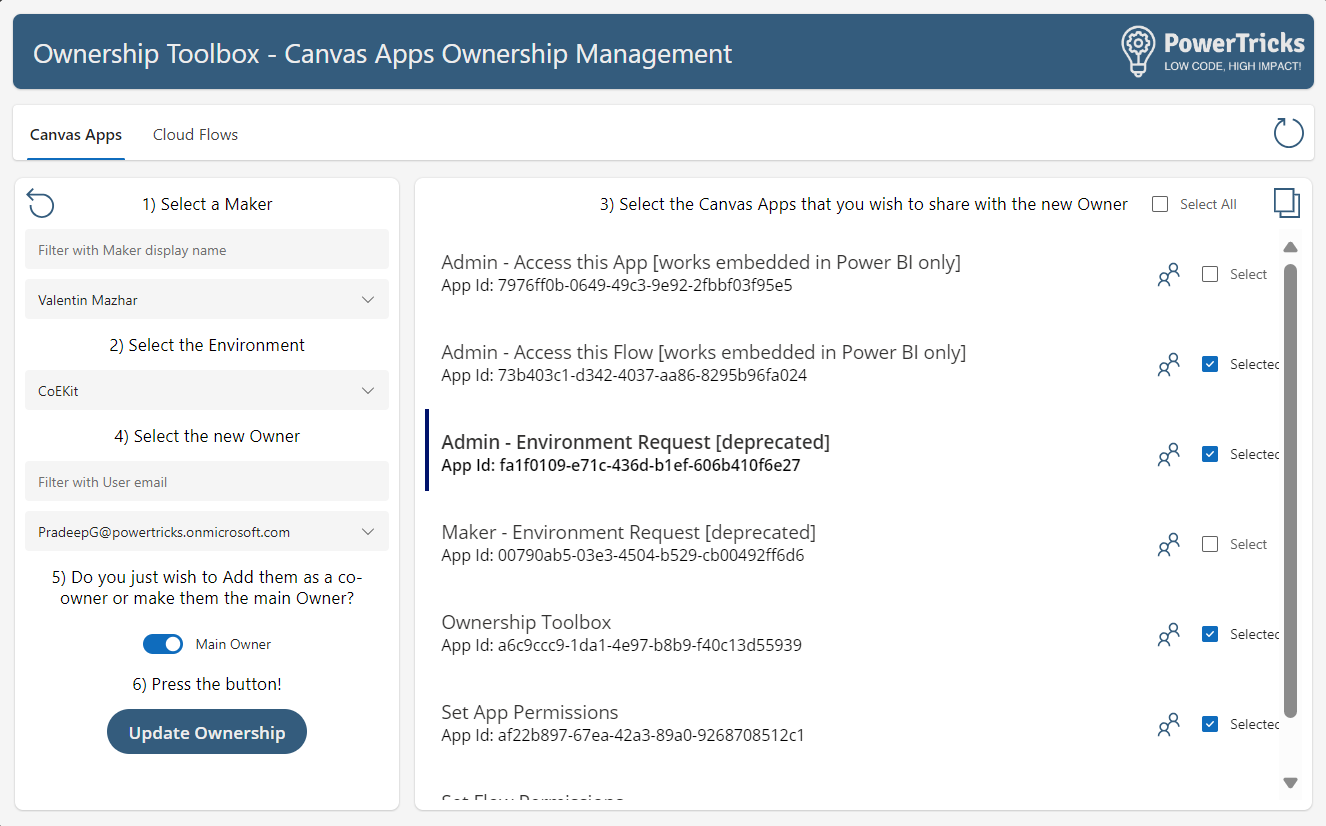 Ownership Toolbox - Canvas Apps Ownership Management
PowerTricks
LOW CODE, HIGH IMPACT!
Canvas Apps
Cloud Flows
1) Select a Maker
Filter with Maker display name
Valentin Mazhar
2) Select the Environment
CoEKit
4) Select the new Owner
Filter with User email
PradeepG@powertricks.onmicrosoft.com
5) Do you just wish to Add them as a co-
owner or make them the main Owner?
Main Owner
6) Press the button!
Update Ownership
3) Select the Canvas Apps that you wish to share with the new Owner
Select All
Admin - Access this App [works embedded in Power BI only]
App Id: 7976ff0b-0649-49c3-9e92-2fbbf03f95e5
Select
Admin - Access this Flow [works embedded in Power BI only]
App Id: 73b403c1-d342-4037-aa86-8295b96fa024
Selected
Admin - Environment Request [deprecated]
App Id: fa1f0109-e71c-436d-b1ef-606b410f6e27
Selected
Maker - Environment Request [deprecated]
App Id: 00790ab5-03e3-4504-b529-cb00492ff6d6
Select
Ownership Toolbox
App Id: a6c9ccc9-1da1-4e97-b8b9-f40c13d55939
Selected
Set App Permissions
App Id: af22b897-67ea-42a3-89a0-9268708512c1
Selected
Set Flow Permissions